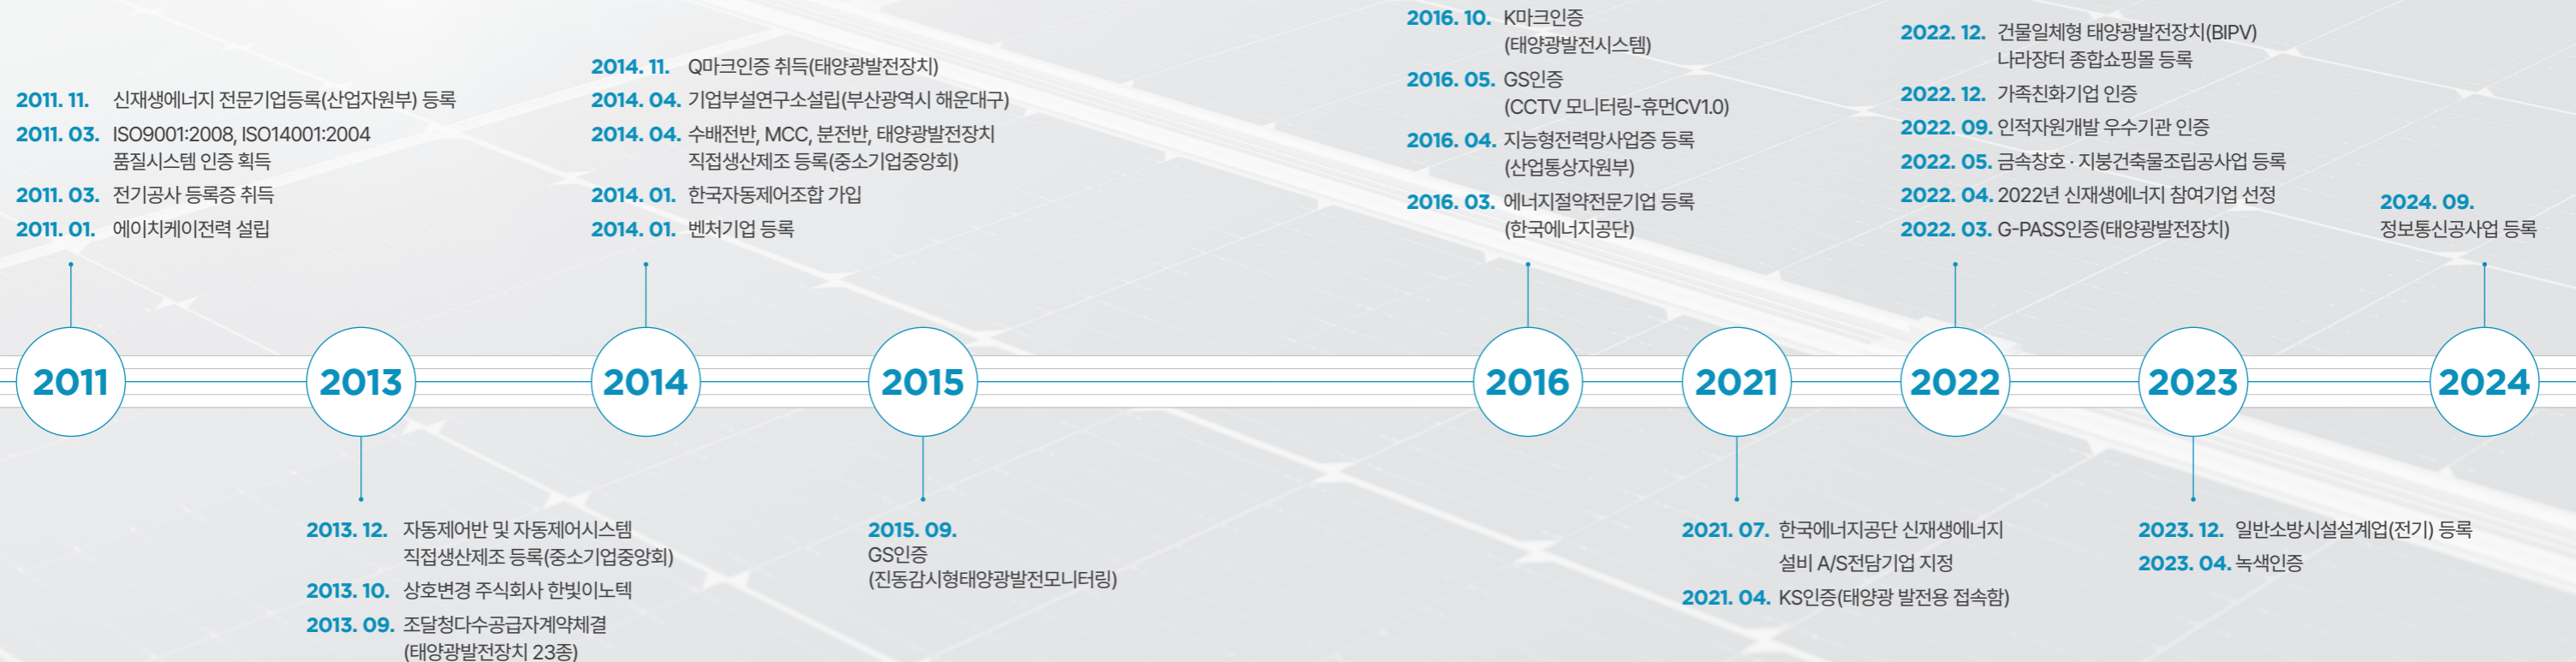 2011. 11. 신재생에너지 전문기업등록(산업자원부) 등록
2011. 03. ISO9001:2008, ISO14001:2004
품질시스템 인증 획득
2011. 03. 전기공사 등록증 취득
2011. 01. 에이치케이전력 설립
2014. 11. Q마크인증 취득(태양광발전장치)
2014. 04. 기업부설연구소설립(부산광역시 해운대구)
2014. 04. 수배전반, MCC, 분전반, 태양광발전장치
직접생산제조 등록(중소기업중앙회)
2014. 01. 한국자동제어조합 가입
2014. 01. 벤처기업 등록
2016. 10. K마크인증
(태양광발전시스템)
2016. 05. GS인증
(CCTV 모니터링-휴먼CV1.0)
2016. 04. 지능형전력망사업증 등록
(산업통상자원부)
2016. 03. 에너지절약전문기업 등록
(한국에너지공단)
2022. 12. 건물일체형 태양광발전장치(BIPV)
나라장터 종합쇼핑몰 등록
2022. 12. 가족친화기업 인증
2022. 09. 인적자원개발 우수기관 인증
2022. 05. 금속창호 · 지붕건축물조립공사업 등록
2022. 04. 2022년 신재생에너지 참여기업 선정
2022. 03. G-PASS인증(태양광발전장치)
2024. 09.
정보통신공사업 등록
2011 2013 2014 2015 2016 2021 2022 2023 2024
2013. 12. 자동제어반 및 자동제어시스템
직접생산제조 등록(중소기업중앙회)
2013. 10. 상호변경 주식회사 한빛이노텍
2013. 09. 조달청다수공급자계약체결
(태양광발전장치 23종)
2015. 09.
GS인증
(진동감시형태양광발전모니터링)
2021. 07. 한국에너지공단 신재생에너지
설비 A/S전담기업 지정
2021. 04. KS인증(태양광 발전용 접속함)
2023. 12. 일반소방시설설계업(전기) 등록
2023. 04. 녹색인증